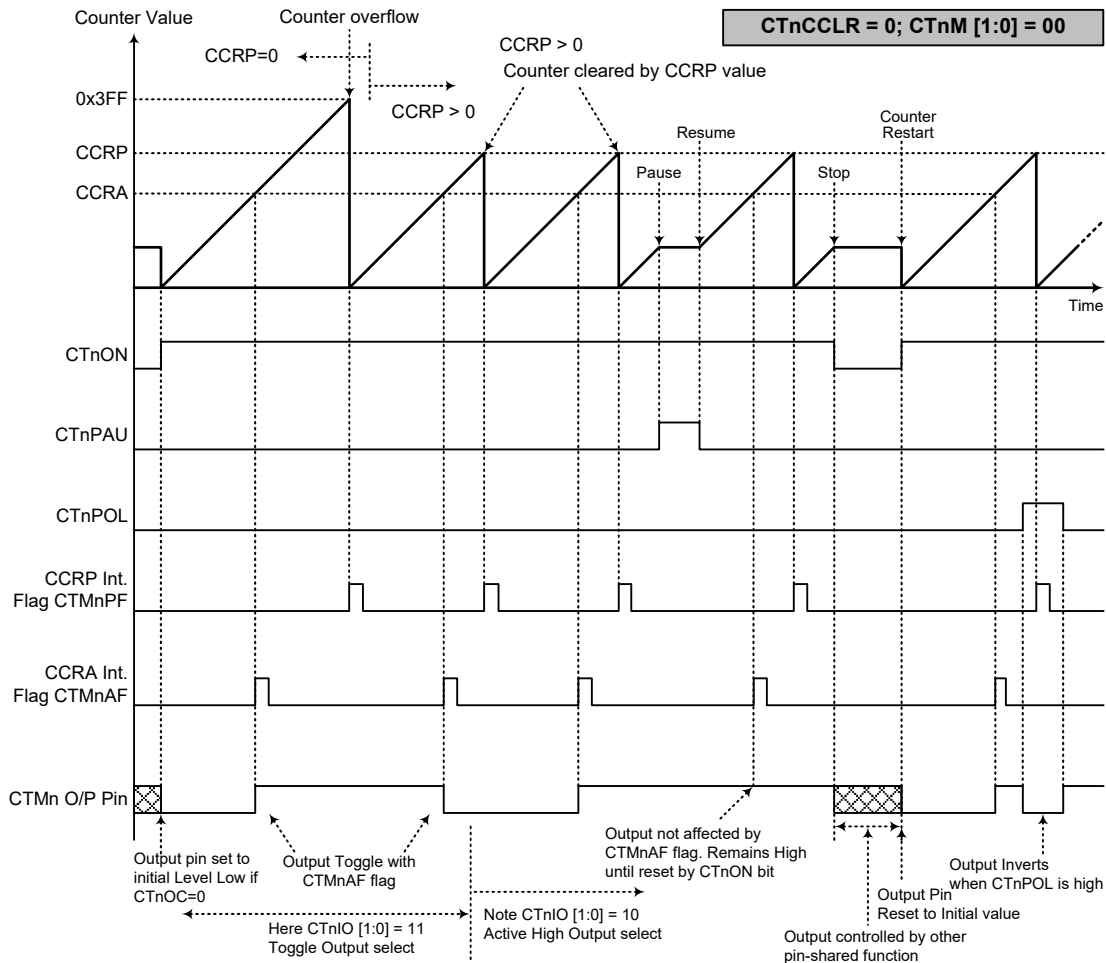 Counter Value
Counter overflow
CTnCCLR = 0; CTnM [1:0] = 00
CCRP=0
CCRP > 0
CCRP > 0
Counter cleared by CCRP value
0x3FF
CCRP
CCRA
Pause
Resume
Stop
Counter
Restart
Time
CTnON
CTnPAU
CTnPOL
CCRP Int.
Flag CTMnPF
CCRA Int.
Flag CTMnAF
CTMn O/P Pin
Output pin set to
initial Level Low if
CTnOC=0
Output Toggle with
CTMnAF flag
Here CTnIO [1:0] = 11
Toggle Output select
Note CTnIO [1:0] = 10
Active High Output select
Output not affected by
CTMnAF flag. Remains High
until reset by CTnON bit
Output controlled by other
pin-shared function
Output Pin
Reset to Initial value
Output Inverts
when CTnPOL is high